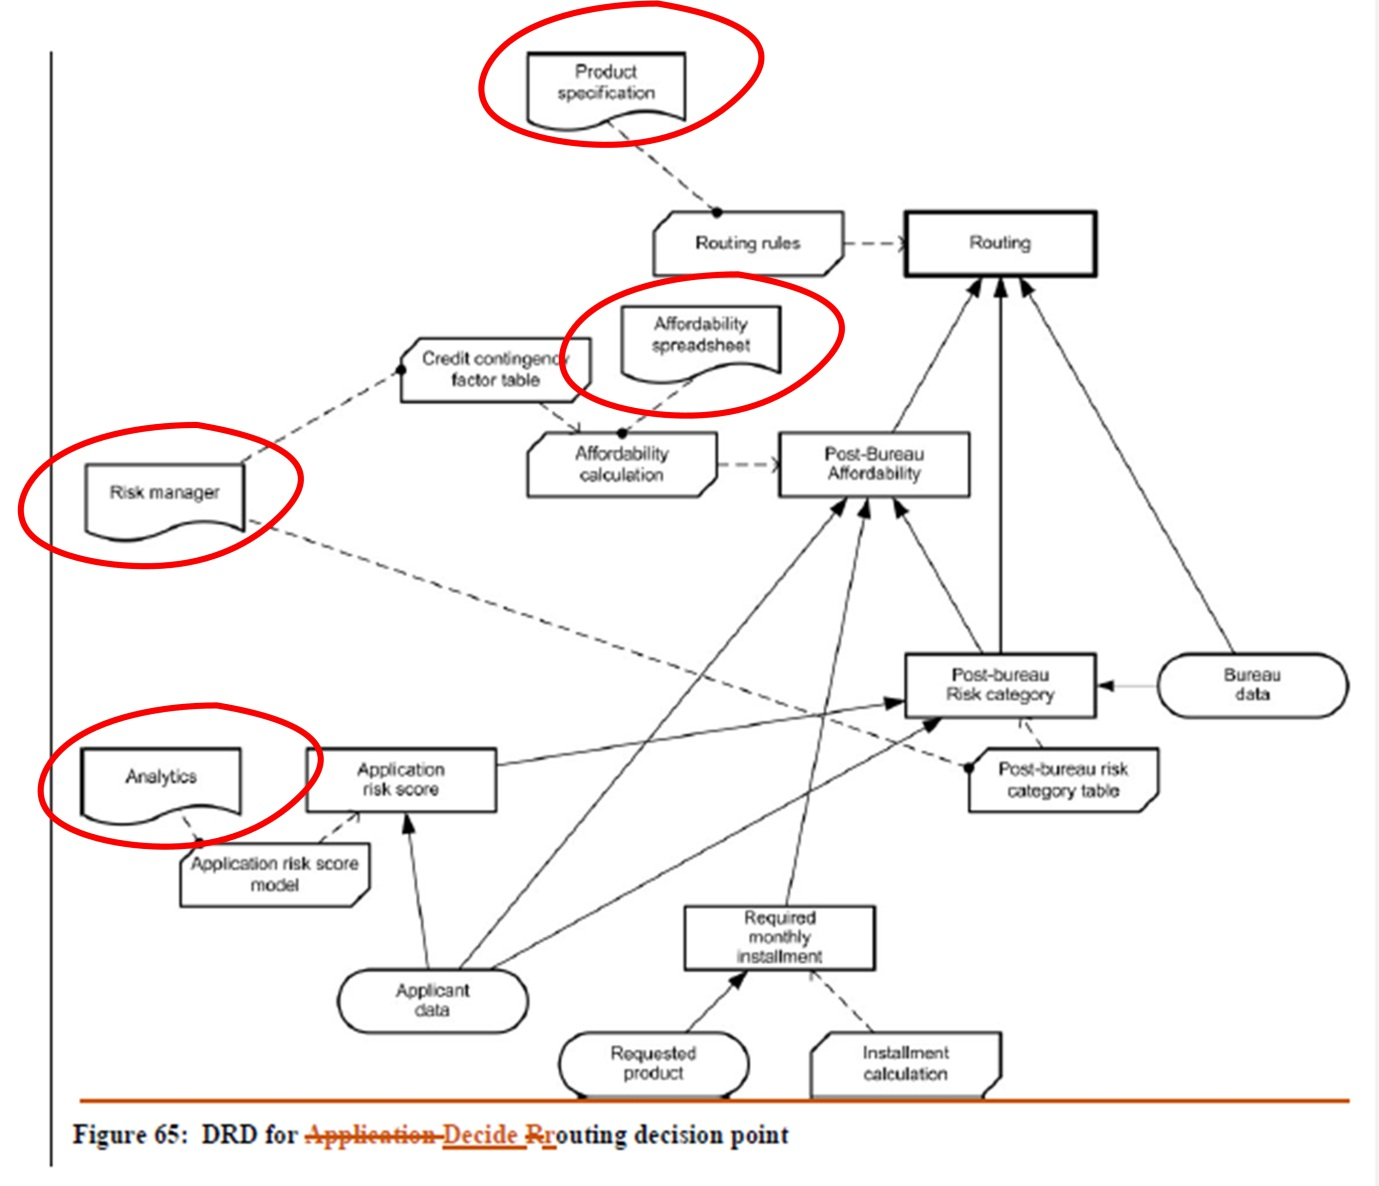 Product
specification
Routing rules
Routing
Affordability
spreadsheet
Credit contingency
factor table
Post-Bureau
Affordability
Affordability
calculation
Risk manager
Post-bureau
Risk category
Bureau
data
Analytics
Application
risk score
Post-bureau risk
category table
Application risk score
model
Required
monthly
installment
Applicant
data
Requested
product
Installment
calculation
Figure 65: DRD for Application Decide Rrouting decision point